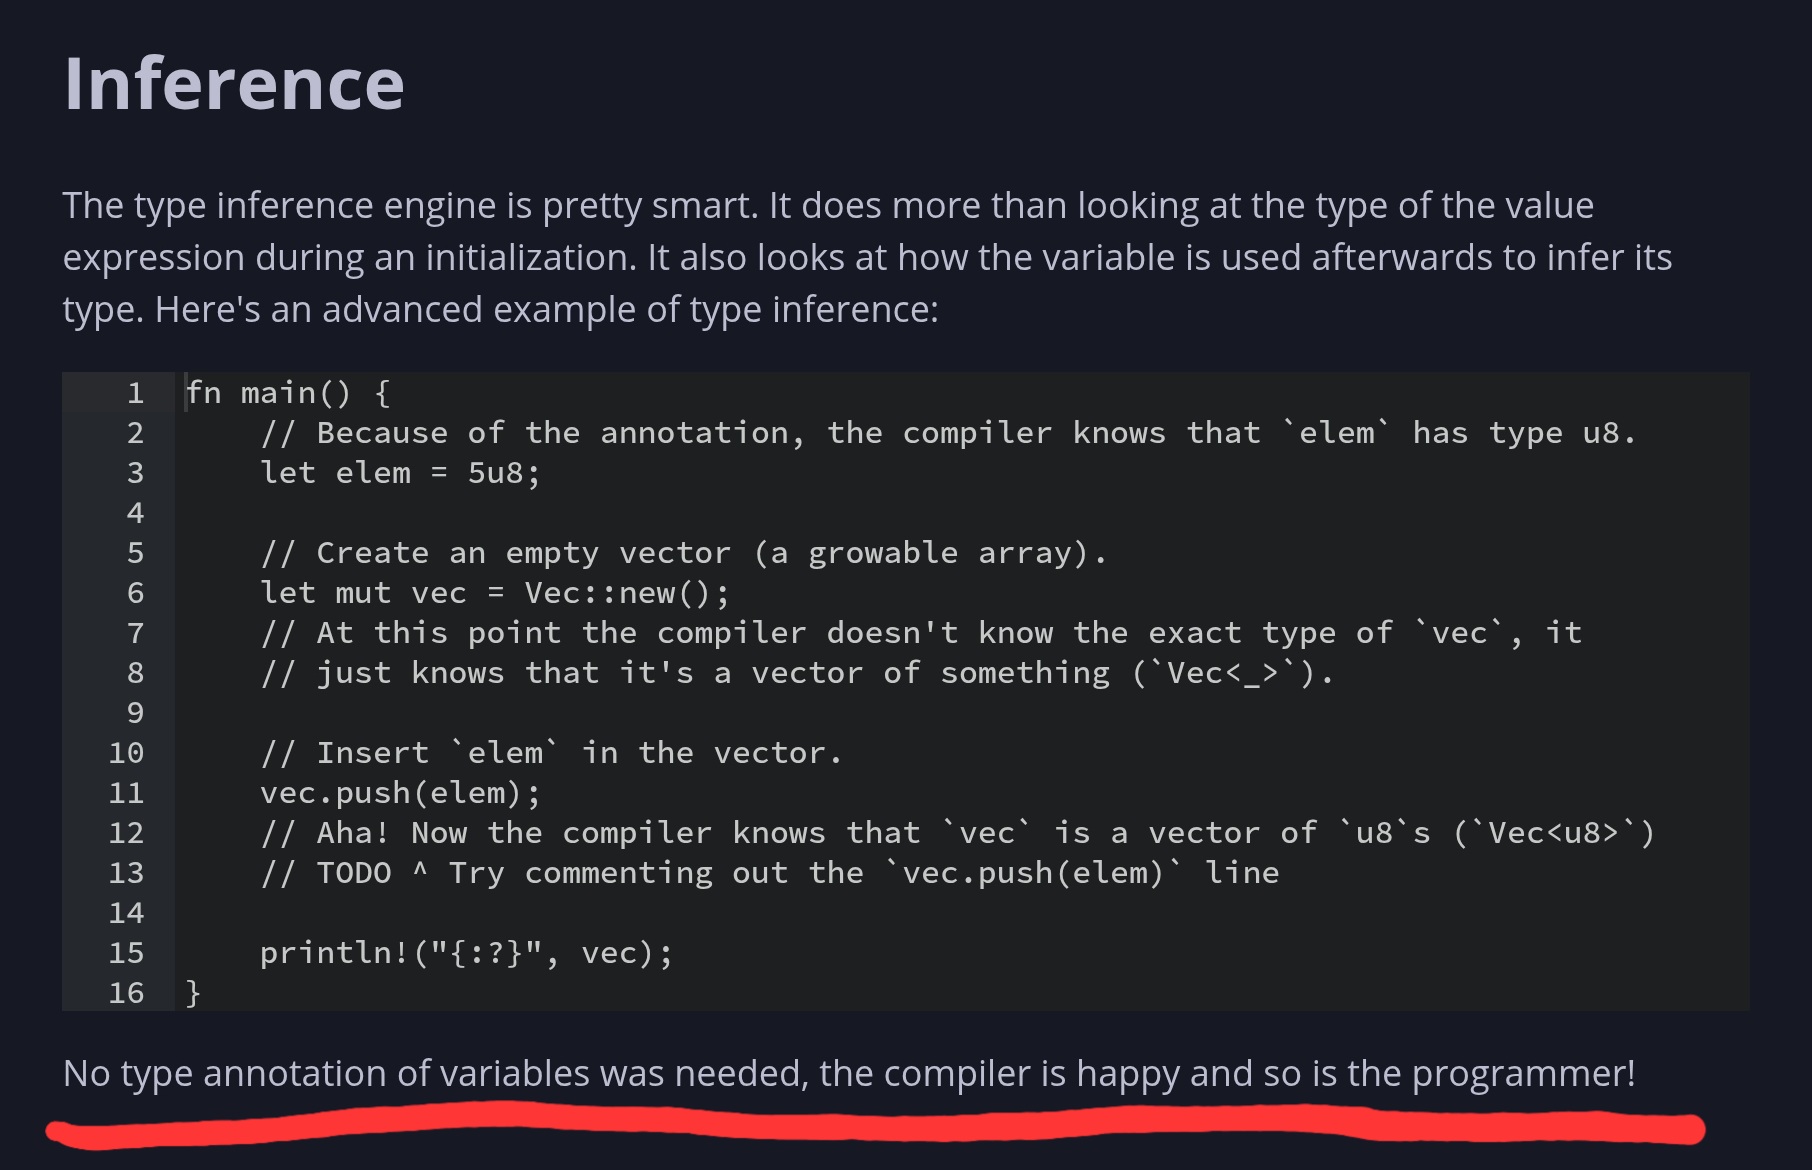 Inference
The type inference engine is pretty smart. It does more than looking at the type of the value
expression during an initialization. It also looks at how the variable is used afterwards to infer its
type. Here's an advanced example of type inference:
1 fn main() {
2     // Because of the annotation, the compiler knows that `elem` has type u8.
3     let elem = 5u8;
4
5     // Create an empty vector (a growable array).
6     let mut vec = Vec::new();
7     // At this point the compiler doesn't know the exact type of `vec`, it
8     // just knows that it's a vector of something (`Vec<_>`).
9
10     // Insert `elem` in the vector.
11     vec.push(elem);
12     // Aha! Now the compiler knows that `vec` is a vector of `u8`s (`Vec<u8>`)
13     // TODO ^ Try commenting out the `vec.push(elem)` line
14
15     println!("{:?}", vec);
16 }
No type annotation of variables was needed, the compiler is happy and so is the programmer!